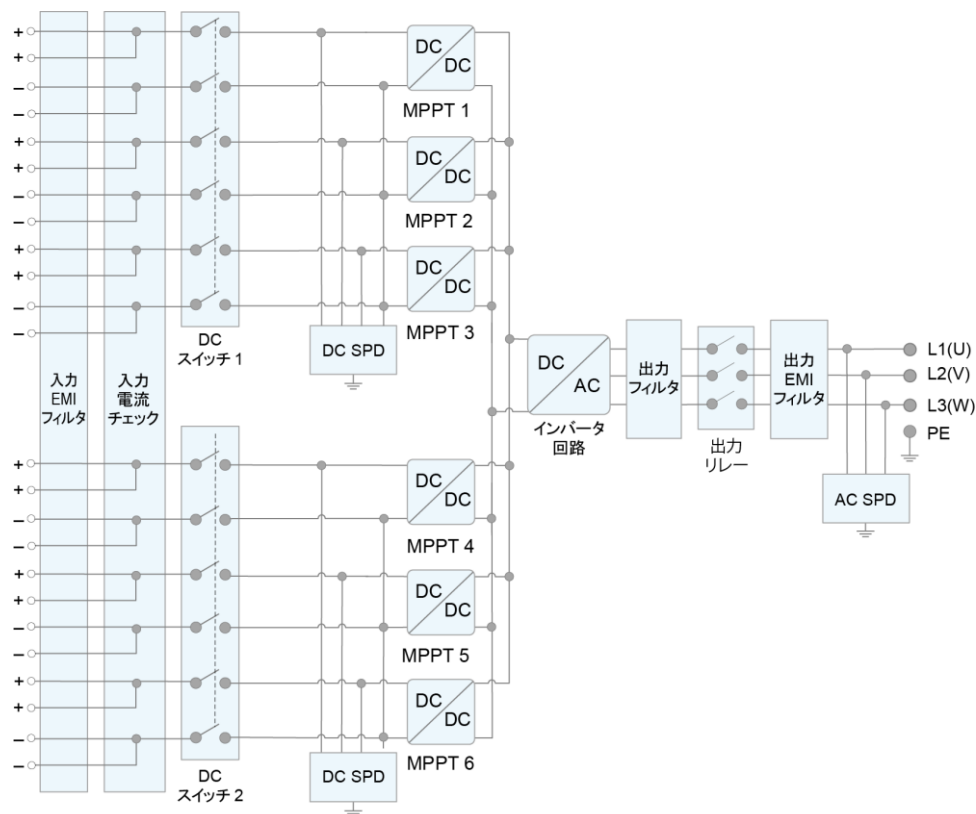 +
+
−
−
+
+
−
−
+
+
−
−
DC
DC
MPPT 1
DC
DC
MPPT 2
DC
DC
MPPT 3
DC
スイッチ 1
DC SPD
入力
EMI
フィルタ
入力
電流
チェック
DC
AC
インバータ
回路
出力
フィルタ
出力
リレー
出力
EMI
フィルタ
L1(U)
L2(V)
L3(W)
PE
AC SPD
+
+
−
−
+
+
−
−
+
+
−
−
DC
DC
MPPT 4
DC
DC
MPPT 5
DC
DC
MPPT 6
DC
スイッチ 2
DC SPD